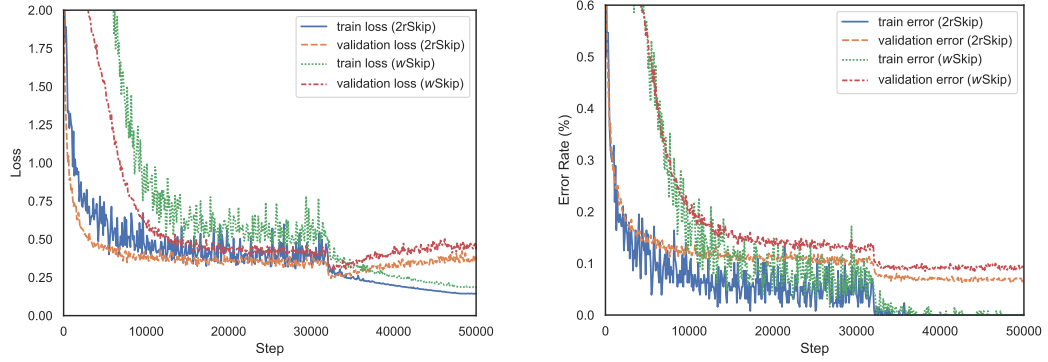 2.00
1.75
1.50
1.25
1.00
0.75
0.50
0.25
0.00
Loss
0
10000
20000
30000
40000
50000
Step
train loss (2rSkip)
validation loss (2rSkip)
train loss (wSkip)
validation loss (wSkip)
0.6
0.5
0.4
0.3
0.2
0.1
0.0
Error Rate (%)
0
10000
20000
30000
40000
50000
Step
train error (2rSkip)
validation error (2rSkip)
train error (wSkip)
validation error (wSkip)